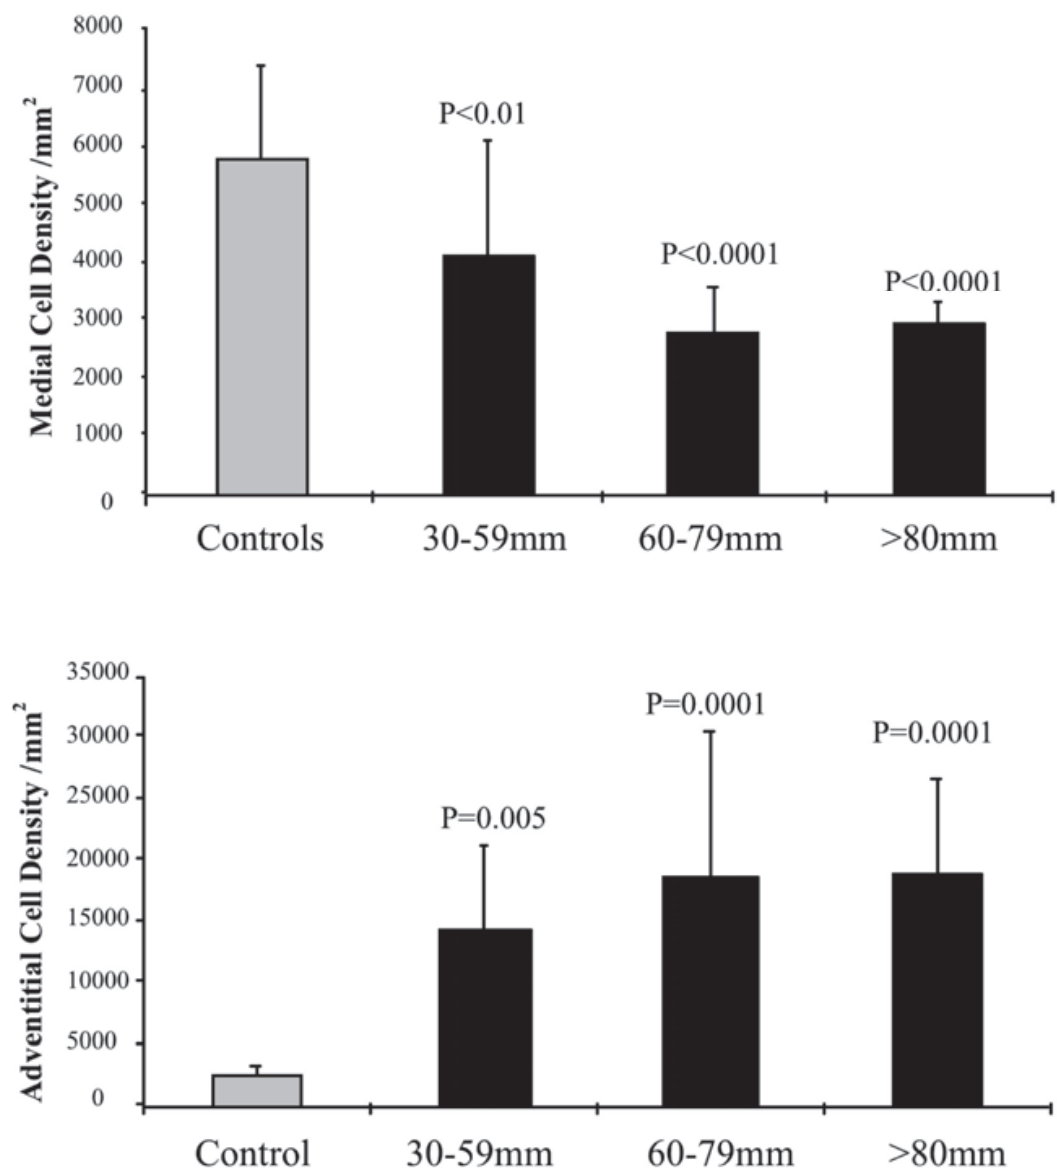 8000
7000
6000
5000
4000
3000
2000
1000
0
Medial Cell Density /mm²
P<0.01
P<0.0001
P<0.0001
Controls
30-59mm
60-79mm
>80mm
35000
30000
25000
20000
15000
10000
5000
0
Adventitial Cell Density /mm²
P=0.005
P=0.0001
P=0.0001
Control
30-59mm
60-79mm
>80mm